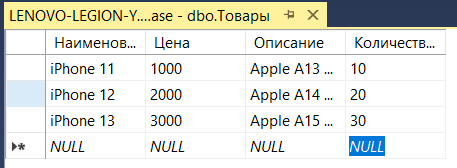 LENOVO-LEGION-Y....ase - dbo.Товары
Наименов... Цена Описание Количеств...
iPhone 11 1000 Apple A13 ... 10
iPhone 12 2000 Apple A14 ... 20
iPhone 13 3000 Apple A15 ... 30
NULL NULL NULL NULL